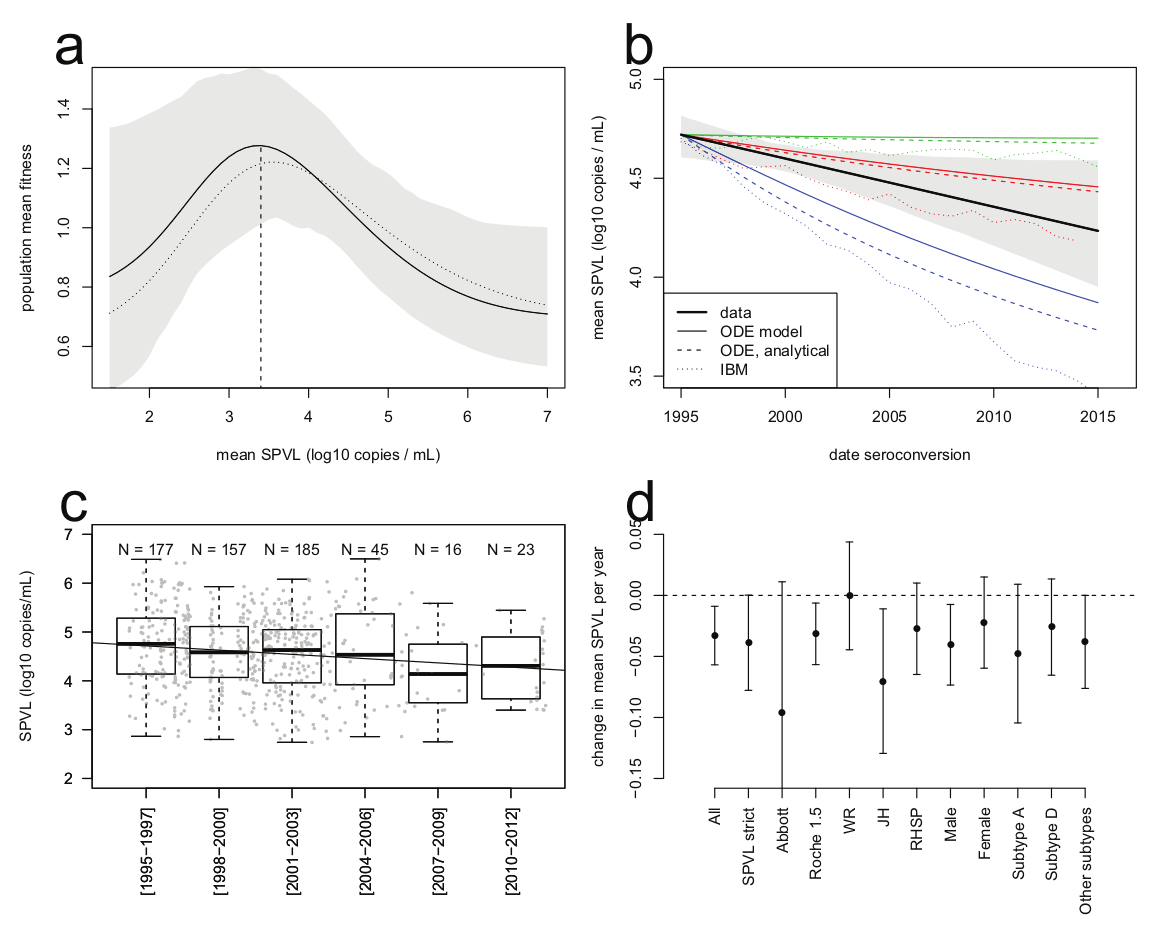 a
population mean fitness
1.4
1.2
1.0
0.8
0.6
2 3 4 5 6 7
mean SPVL (log10 copies / mL)
b
mean SPVL (log10 copies / mL)
5.0
4.5
4.0
3.5
data
ODE model
ODE, analytical
IBM
1995 2000 2005 2010 2015
date seroconversion
c
SPVL (log10 copies/mL)
7
6
5
4
3
2
N = 177 N = 157 N = 185 N = 45 N = 16 N = 23
[1995−1997]
[1998−2000]
[2001−2003]
[2004−2006]
[2007−2009]
[2010−2012]
d
change in mean SPVL per year
0.05
0.00
−0.05
−0.10
−0.15
All
SPVL strict
Abbott
Roche 1.5
WR
JH
RHSP
Male
Female
Subtype A
Subtype D
Other subtypes